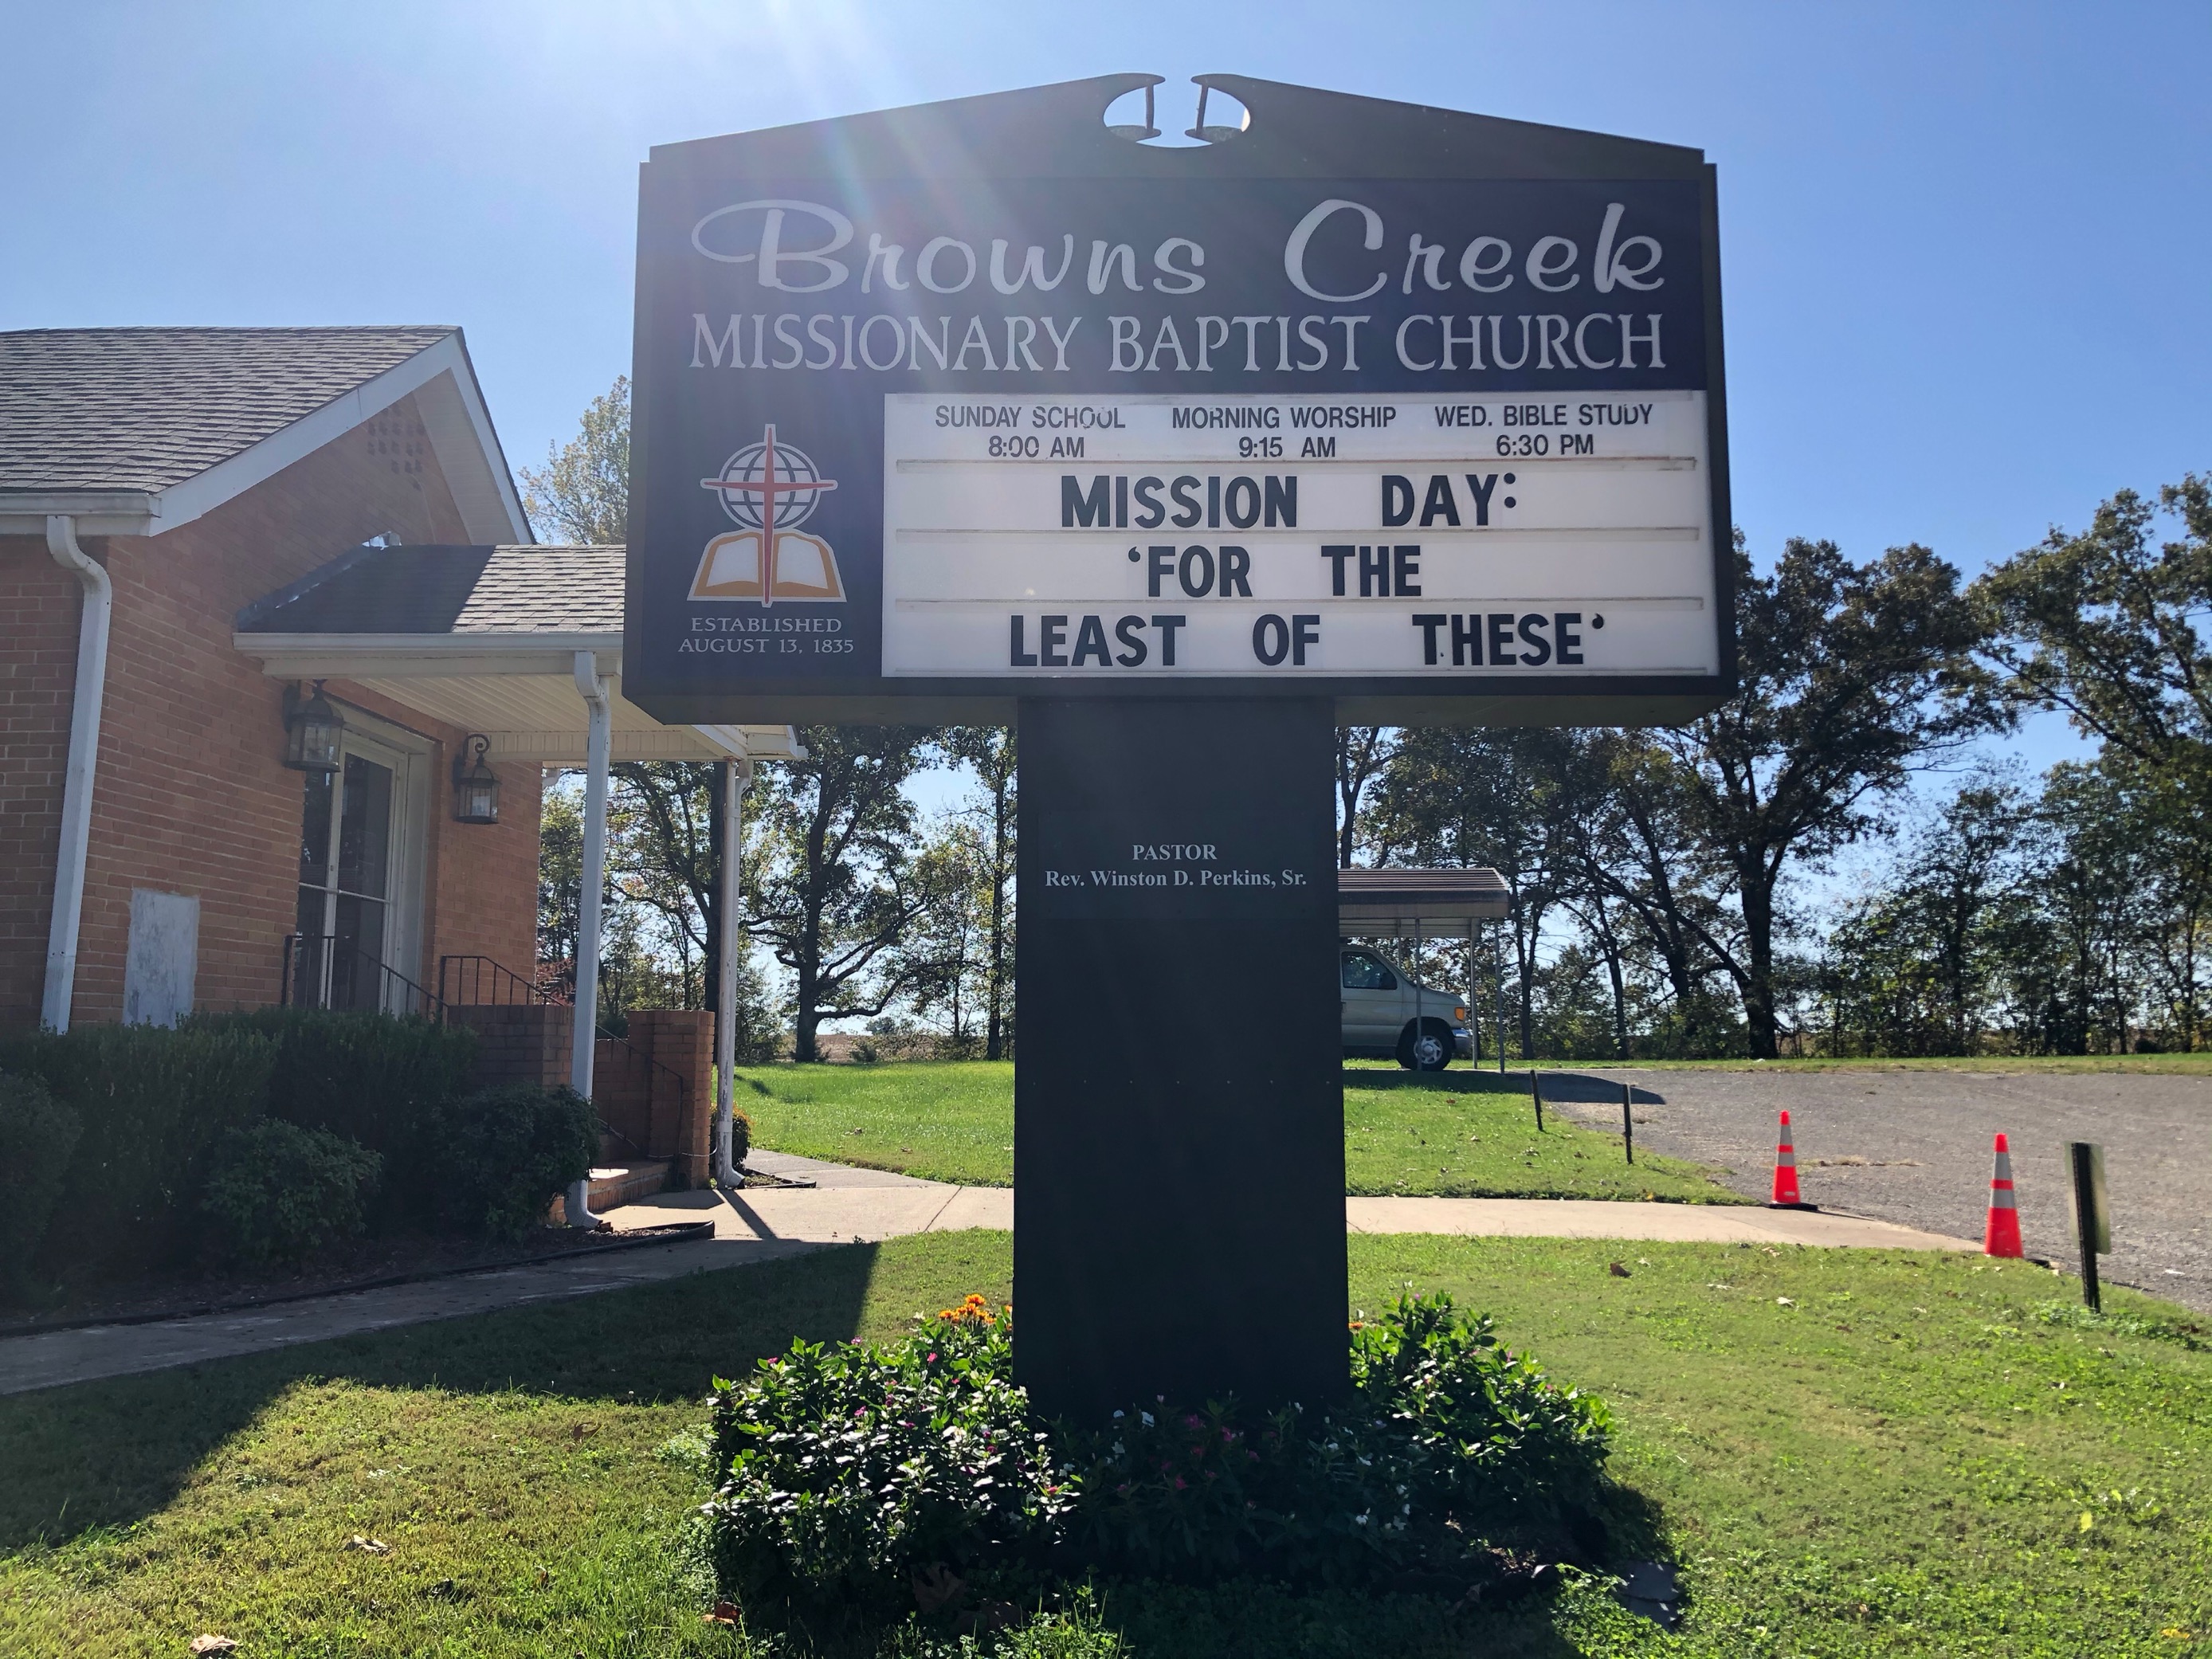 Browns Creek
MISSIONARY BAPTIST CHURCH
SUNDAY SCHOOL MORNING WORSHIP WED. BIBLE STUDY
8:00 AM 9:15 AM 6:30 PM
MISSION DAY:
‘FOR THE
LEAST OF THESE’
ESTABLISHED
AUGUST 13, 1835
PASTOR
Rev. Winston D. Perkins, Sr.